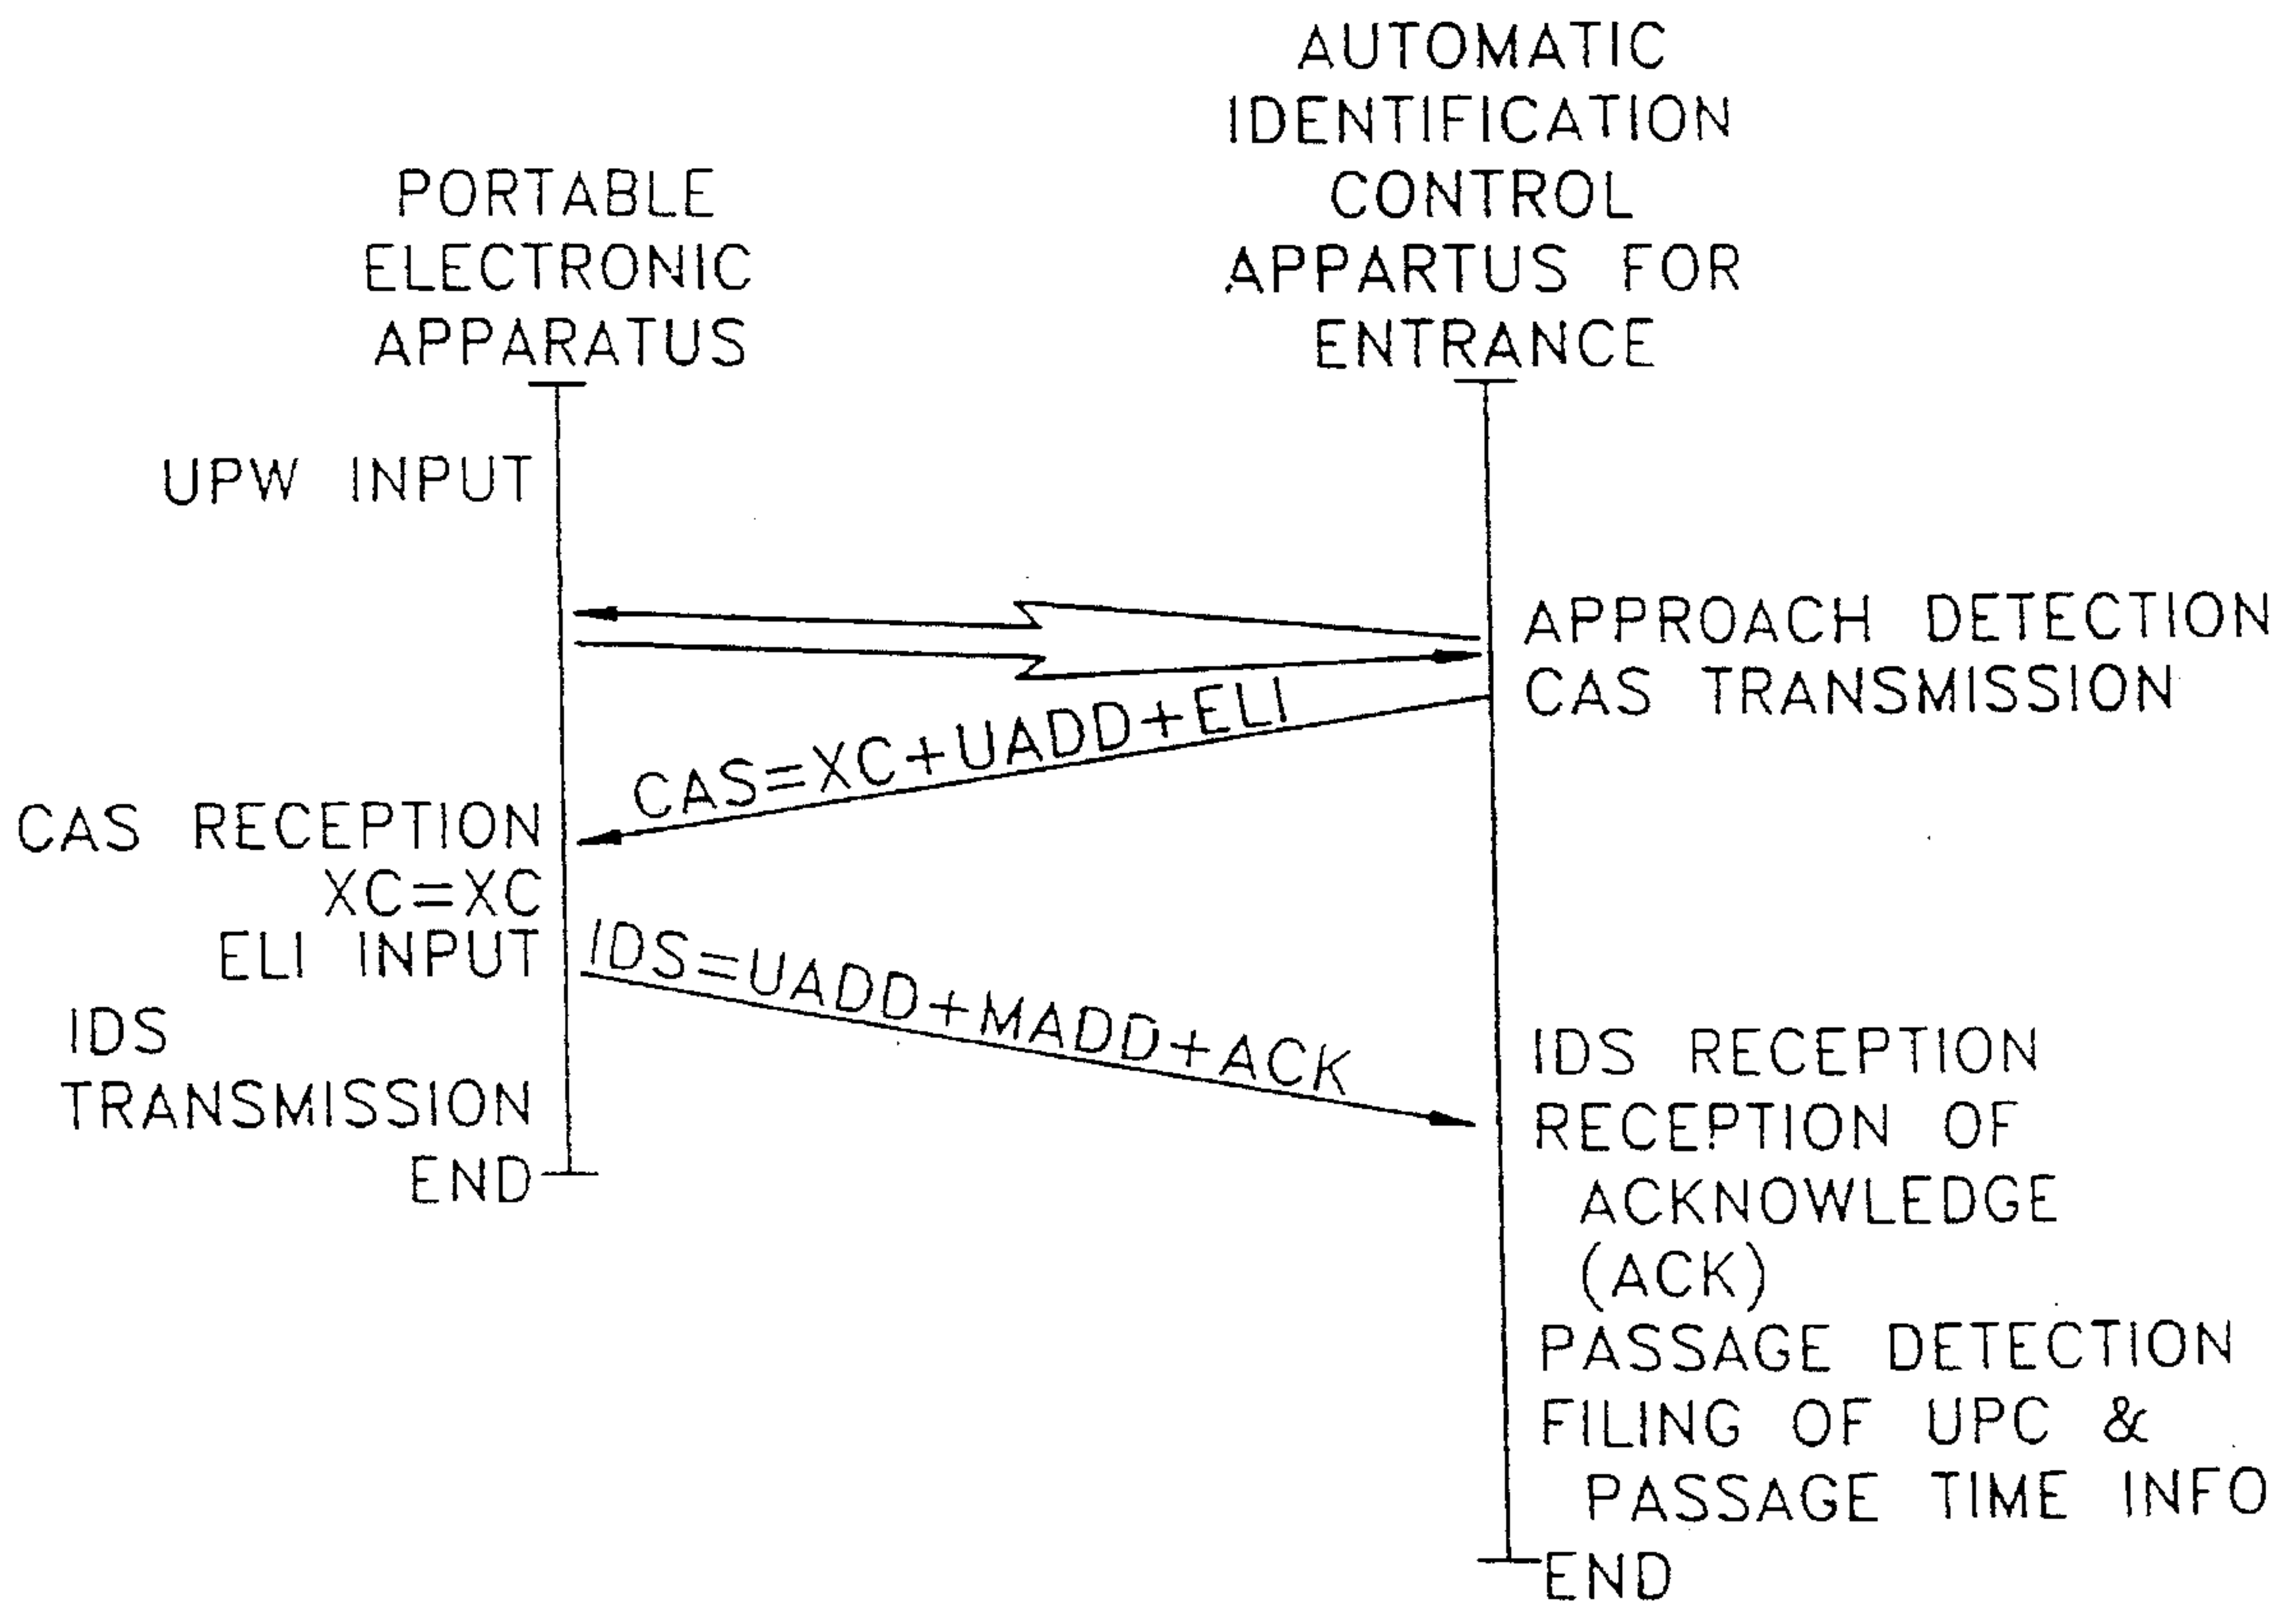 PORTABLE
ELECTRONIC
APPARATUS
AUTOMATIC
IDENTIFICATION
CONTROL
APPARTUS FOR
ENTRANCE
UPW INPUT
APPROACH DETECTION
CAS TRANSMISSION
CAS=XC+UADD+ELI
CAS RECEPTION
XC=XC
ELI INPUT
IDS=UADD+MADD+ACK
IDS
TRANSMISSION
END
IDS RECEPTION
RECEPTION OF
ACKNOWLEDGE
(ACK)
PASSAGE DETECTION
FILING OF UPC &
PASSAGE TIME INFO
END